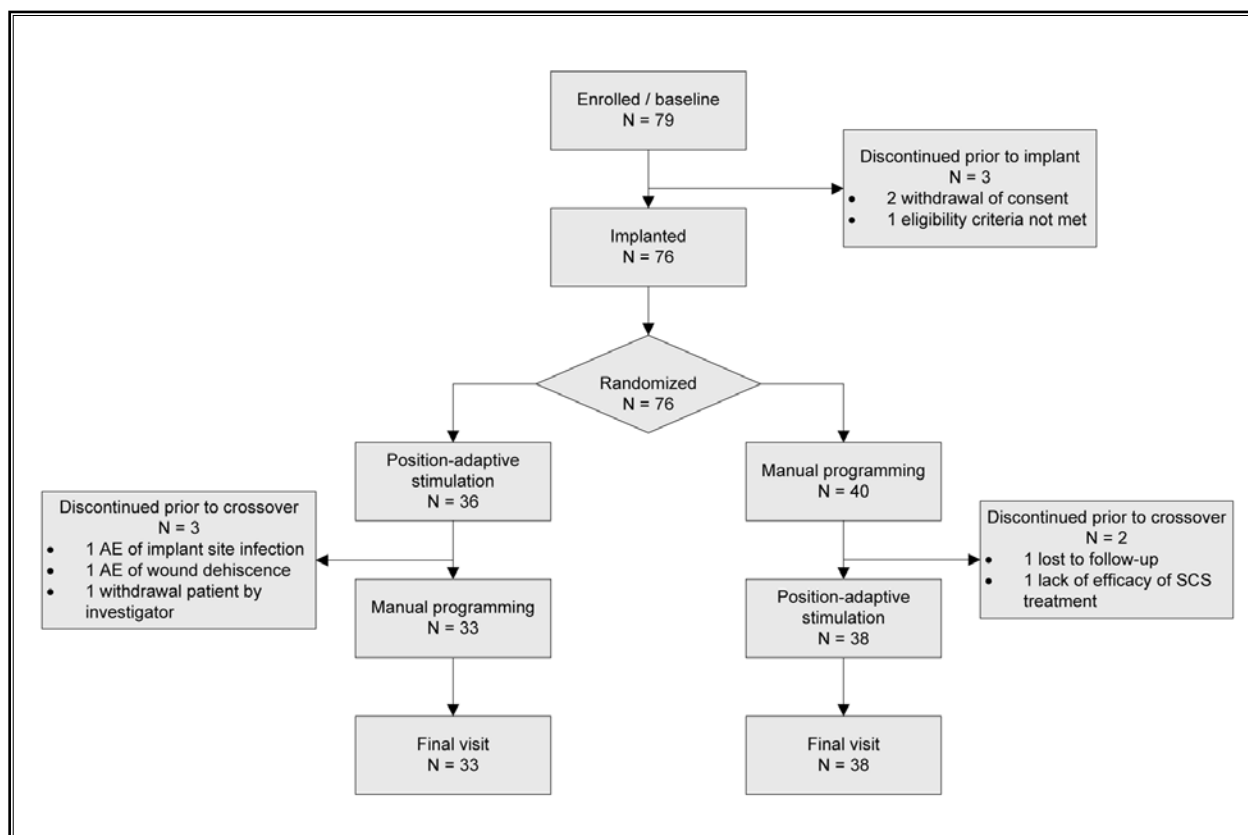 Enrolled / baseline
N = 79
Discontinued prior to implant
N = 3
• 2 withdrawal of consent
• 1 eligibility criteria not met
Implanted
N = 76
Randomized
N = 76
Position-adaptive
stimulation
N = 36
Manual programming
N = 40
Discontinued prior to crossover
N = 3
• 1 AE of implant site infection
• 1 AE of wound dehiscence
• 1 withdrawal patient by
investigator
Discontinued prior to crossover
N = 2
• 1 lost to follow-up
• 1 lack of efficacy of SCS
treatment
Manual programming
N = 33
Position-adaptive
stimulation
N = 38
Final visit
N = 33
Final visit
N = 38